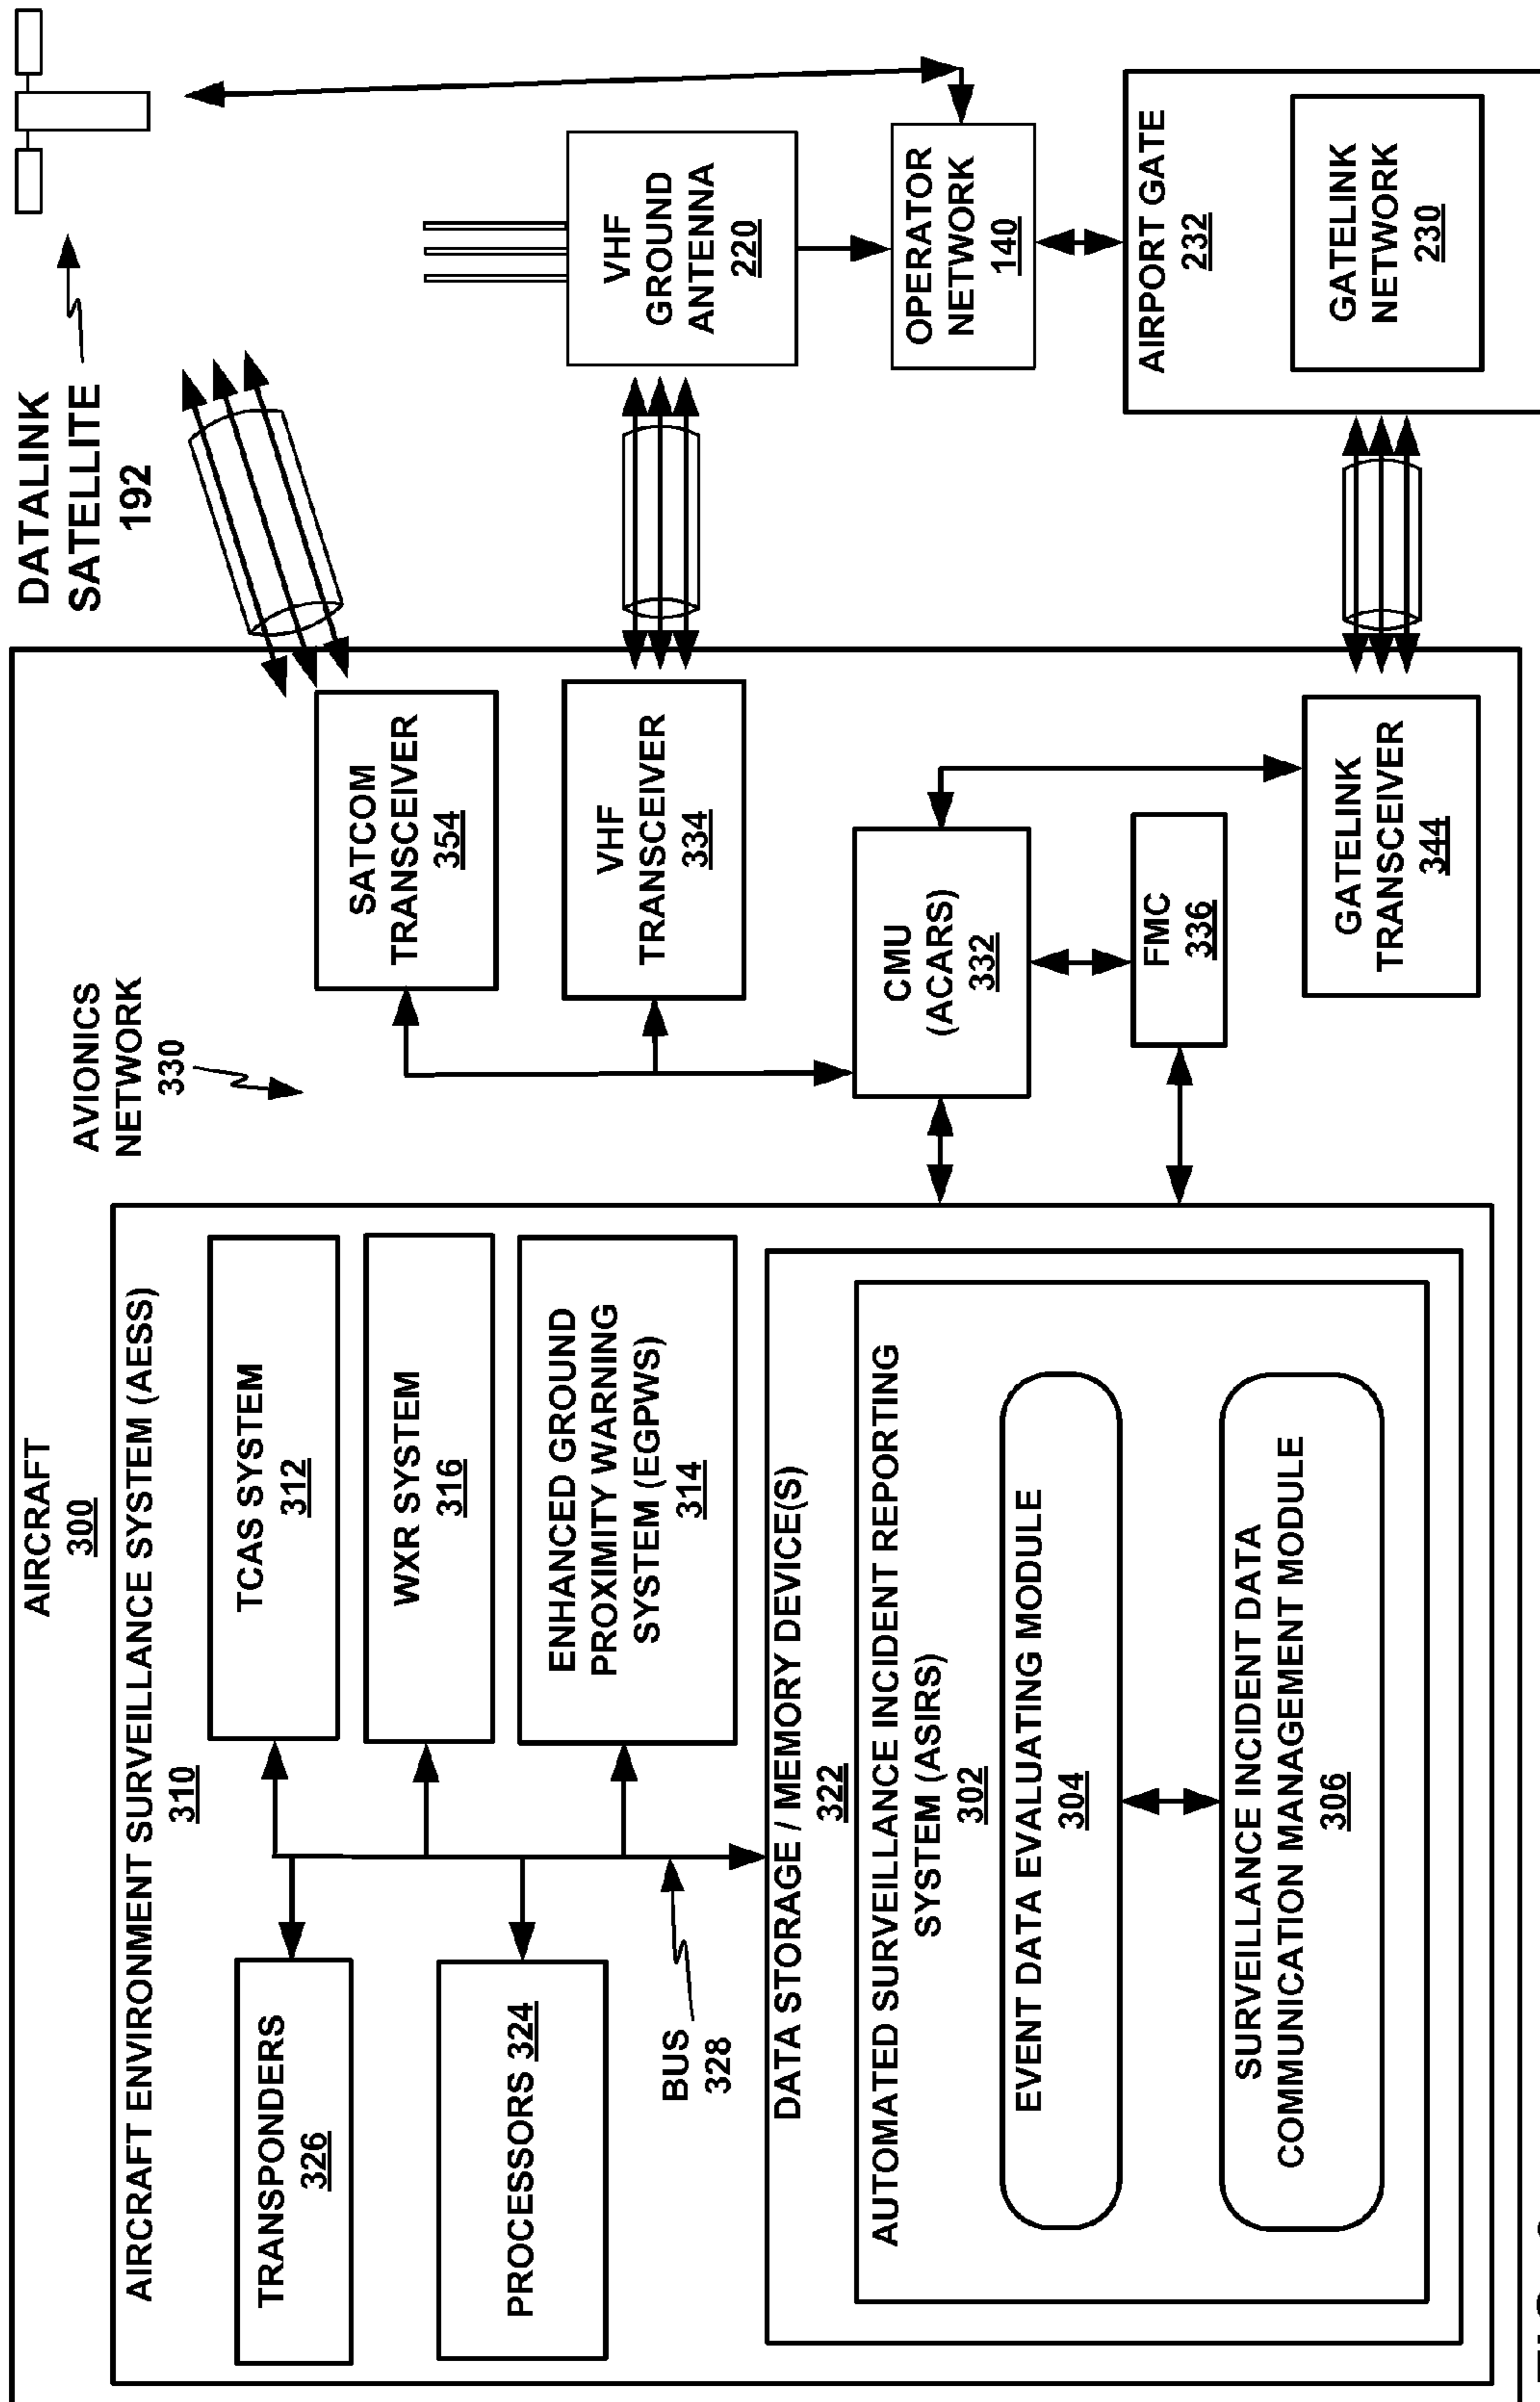 AIRCRAFT
300
AIRCRAFT ENVIRONMENT SURVEILLANCE SYSTEM (AESS)
310
TRANSPONDERS
326
PROCESSORS 324
BUS
328
TCAS SYSTEM
312
WXR SYSTEM
316
ENHANCED GROUND
PROXIMITY WARNING
SYSTEM (EGPWS)
314
DATA STORAGE / MEMORY DEVICE(S)
322
AUTOMATED SURVEILLANCE INCIDENT REPORTING
SYSTEM (ASIRS)
302
EVENT DATA EVALUATING MODULE
304
SURVEILLANCE INCIDENT DATA
COMMUNICATION MANAGEMENT MODULE
306
AVIONICS
NETWORK
330
SATCOM
TRANSCEIVER
354
VHF
TRANSCEIVER
334
CMU
(ACARS)
332
FMC
336
GATELINK
TRANSCEIVER
344
DATALINK
SATELLITE
192
VHF
GROUND
ANTENNA
220
OPERATOR
NETWORK
140
AIRPORT GATE
232
GATELINK
NETWORK
230